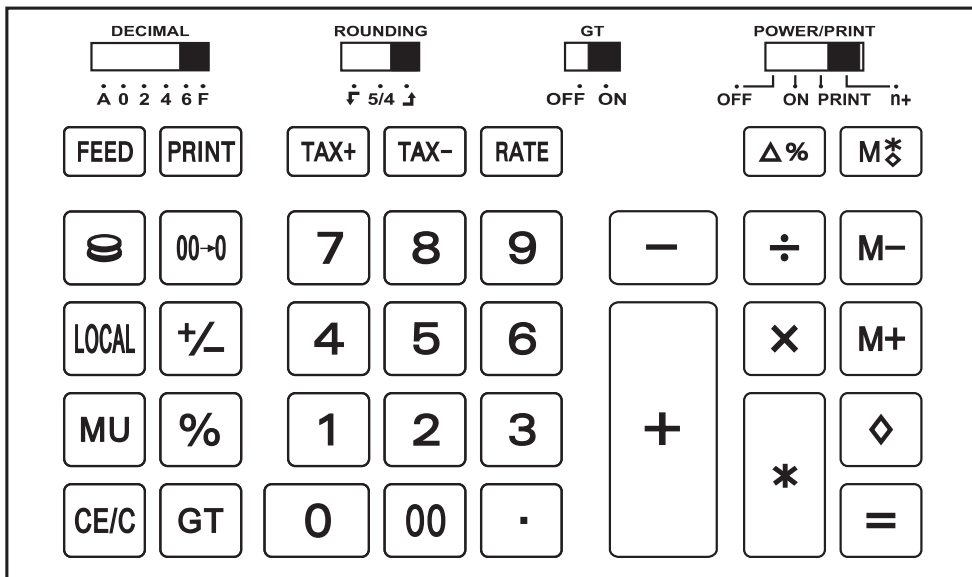 DECIMAL ROUNDING GT POWER/PRINT
A 0 2 4 6 F 5/4 OFF ON OFF ON PRINT n+
FEED PRINT TAX+ TAX- RATE △% M*◇
00→0 7 8 9 − ÷ M−
LOCAL +/− 4 5 6 × M+
MU % 1 2 3 + ◇
CE/C GT 0 00 . * =